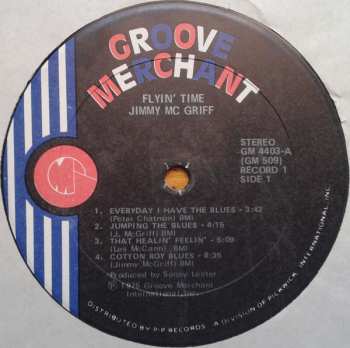 GROOVE
MERCHANT
FLYIN' TIME
JIMMY MC GRIFF
STEREO
GM 4403-A
(GM 509)
RECORD 1
SIDE 1
1. EVERYDAY I HAVE THE BLUES - 3:42
(Peter Chatman) BMI
2. JUMPING THE BLUES - 6:15
(J. McGriff) BMI
3. THAT HEALIN' FEELIN' - 5:09
(Les McCann) BMI
4. COTTON BOY BLUES - 8:35
(Jimmy McGriff) BMI
Produced by Sonny Lester
℗ 1975 Groove Merchant
International, Inc.
DISTRIBUTED BY P·I·P RECORDS. A DIVISION OF PICKWICK INTERNATIONAL, INC.